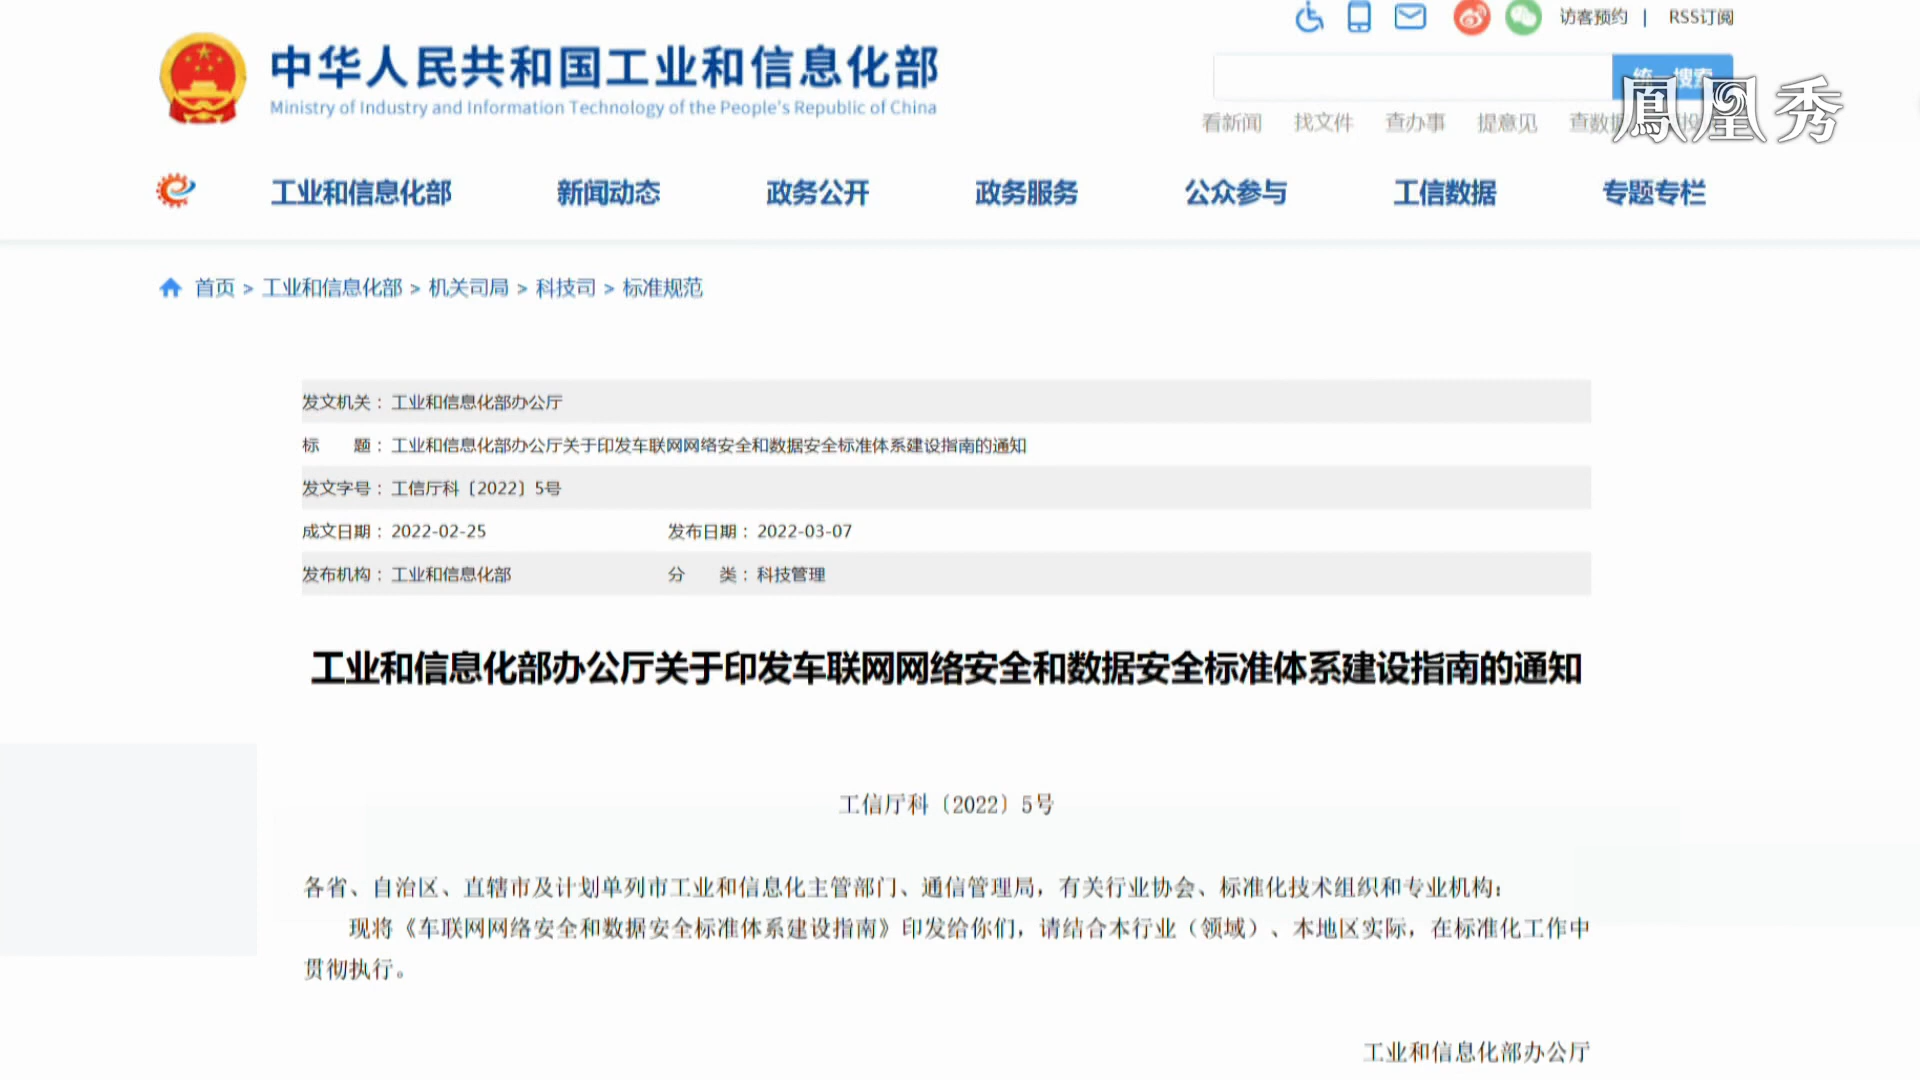 访客预约 | RSS订阅
中华人民共和国工业和信息化部
Ministry of Industry and Information Technology of the People's Republic of China
搜索
鳳凰秀
看新闻 找文件 查办事 提意见 查数据
工业和信息化部 新闻动态 政务公开 政务服务 公众参与 工信数据 专题专栏
首页 > 工业和信息化部 > 机关司局 > 科技司 > 标准规范
发文机关： 工业和信息化部办公厅
标 题： 工业和信息化部办公厅关于印发车联网网络安全和数据安全标准体系建设指南的通知
发文字号： 工信厅科〔2022〕5号
成文日期： 2022-02-25 发布日期： 2022-03-07
发布机构： 工业和信息化部 分 类： 科技管理
工业和信息化部办公厅关于印发车联网网络安全和数据安全标准体系建设指南的通知
工信厅科〔2022〕5号
各省、自治区、直辖市及计划单列市工业和信息化主管部门、通信管理局，有关行业协会、标准化技术组织和专业机构：
现将《车联网网络安全和数据安全标准体系建设指南》印发给你们，请结合本行业（领域）、本地区实际，在标准化工作中
贯彻执行。
工业和信息化部办公厅